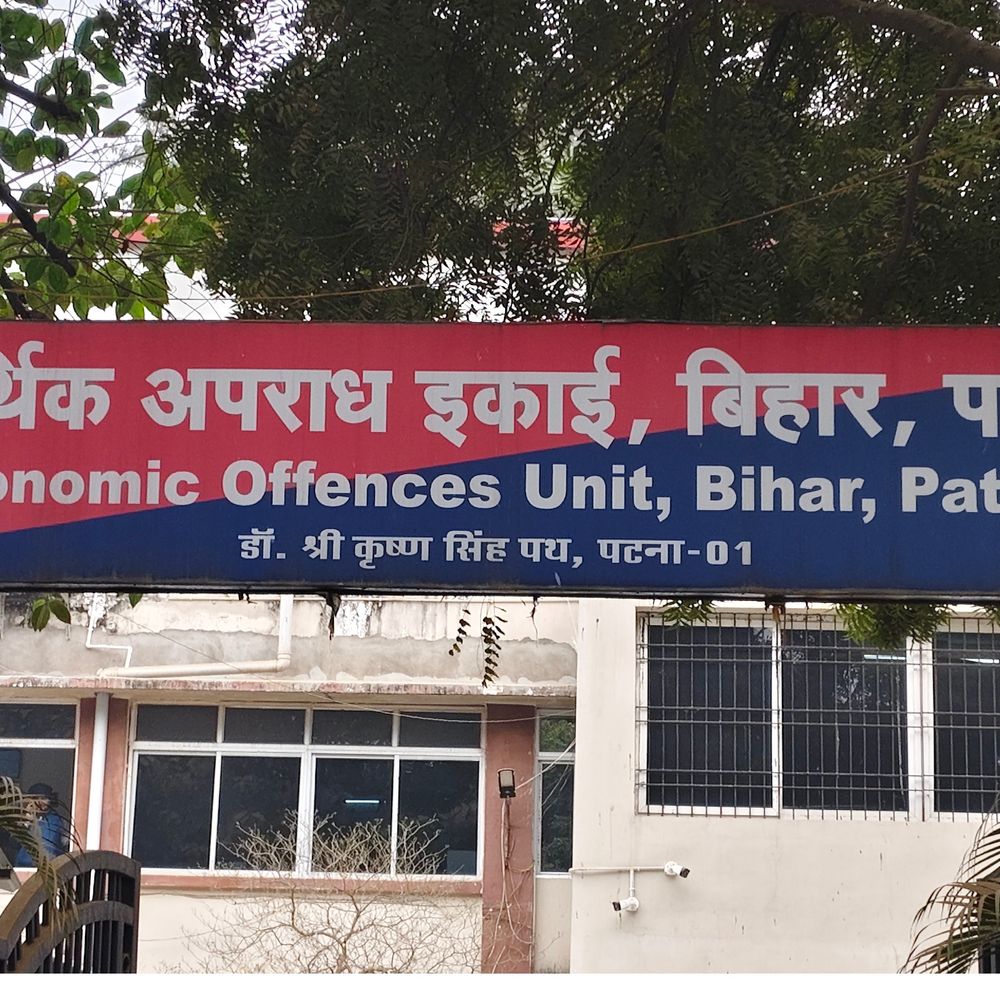 र्थिक अपराध इकाई, बिहार, प
onomic Offences Unit, Bihar, Pat
डॉ. श्री कृष्ण सिंह पथ, पटना-01